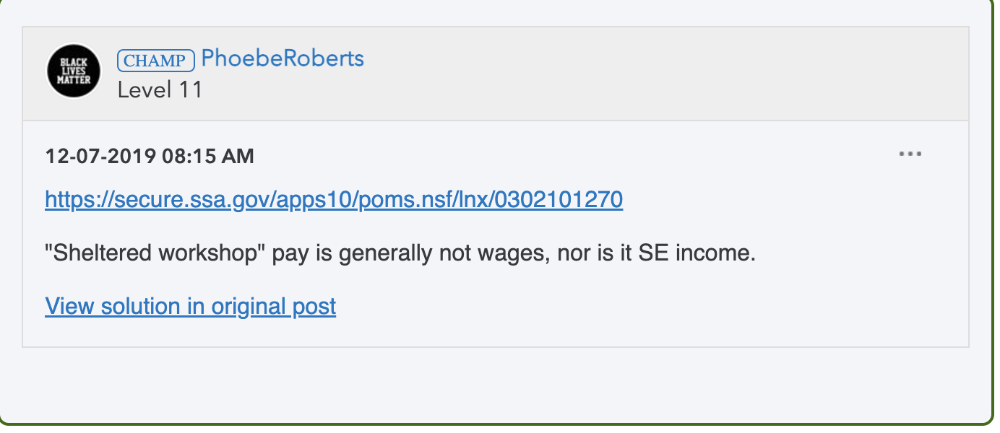 BLACK
LIVES
MATTER
CHAMP PhoebeRoberts
Level 11
12-07-2019 08:15 AM
https://secure.ssa.gov/apps10/poms.nsf/lnx/0302101270
"Sheltered workshop" pay is generally not wages, nor is it SE income.
View solution in original post